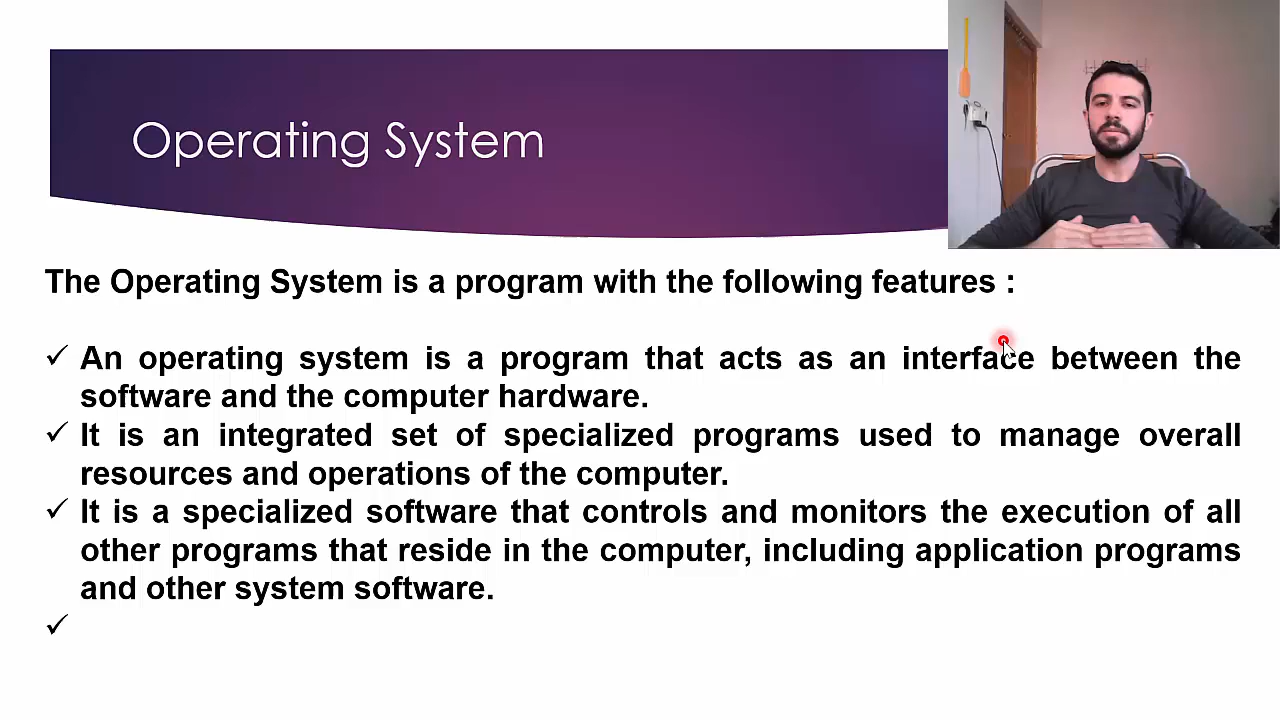 Operating System
The Operating System is a program with the following features :
✓ An operating system is a program that acts as an interface between the
software and the computer hardware.
✓ It is an integrated set of specialized programs used to manage overall
resources and operations of the computer.
✓ It is a specialized software that controls and monitors the execution of all
other programs that reside in the computer, including application programs
and other system software.
✓